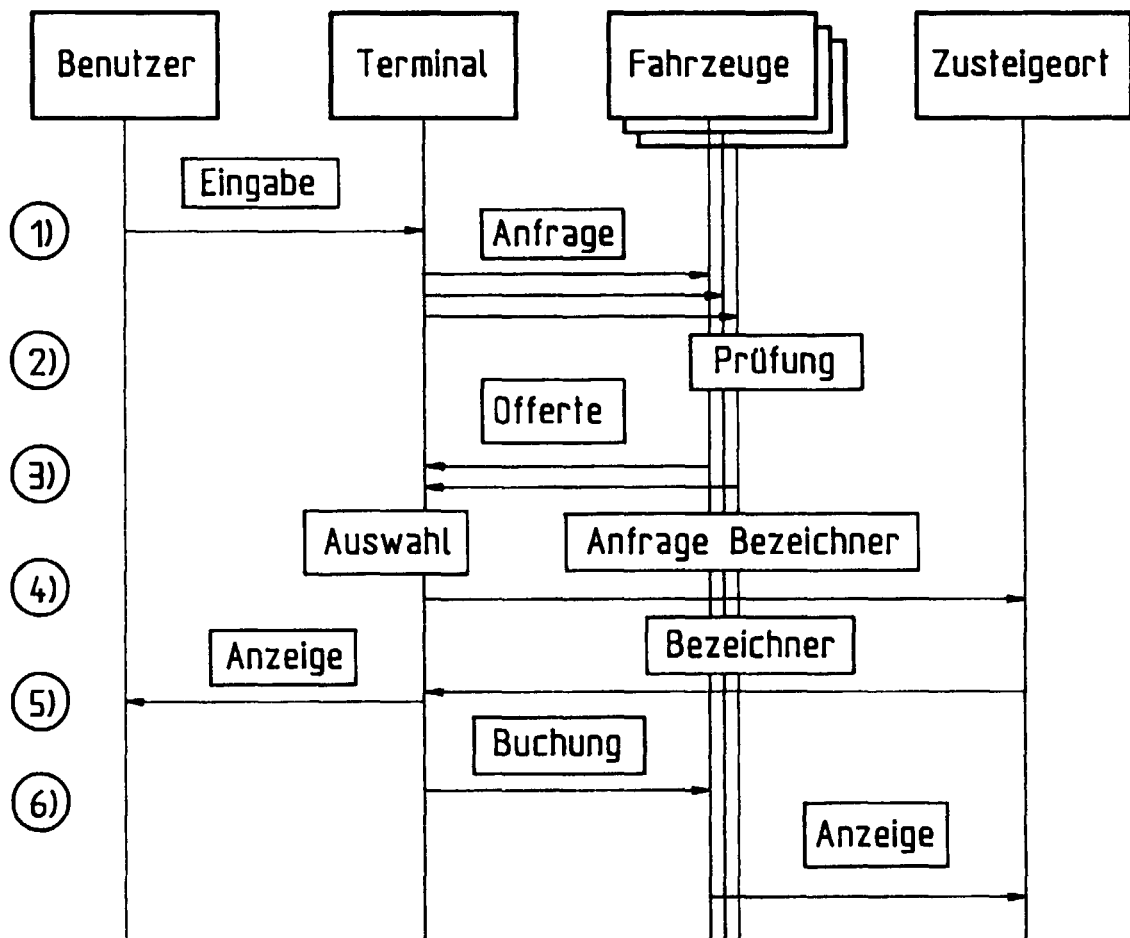 Benutzer
Terminal
Fahrzeuge
Zusteigeort
Eingabe
1)
Anfrage
2)
Prüfung
Offerte
3)
Auswahl
Anfrage Bezeichner
4)
Bezeichner
Anzeige
5)
Buchung
6)
Anzeige